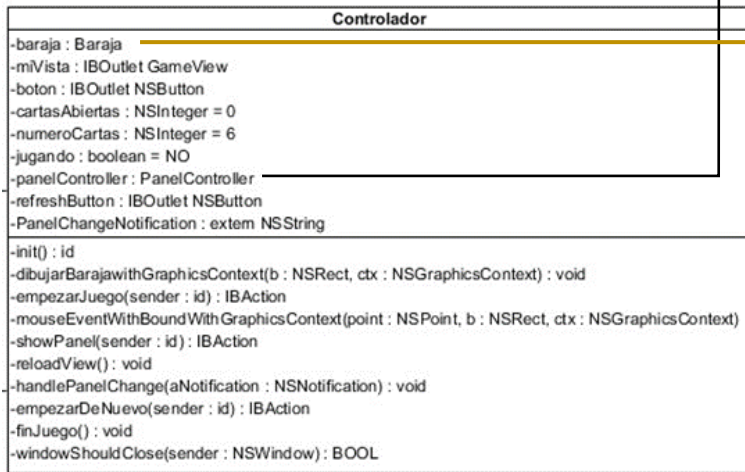 Controlador
-baraja : Baraja
-miVista : IBOutlet GameView
-boton : IBOutlet NSButton
-cartasAbiertas : NSInteger = 0
-numeroCartas : NSInteger = 6
-jugando : boolean = NO
-panelController : PanelController
-refreshButton : IBOutlet NSButton
-PanelChangeNotification : extern NSString
-init() : id
-dibujarBarajawithGraphicsContext(b : NSRect, ctx : NSGraphicsContext) : void
-empezarJuego(sender : id) : IBAction
-mouseEventWithBoundWithGraphicsContext(point : NSPoint, b : NSRect, ctx : NSGraphicsContext)
-showPanel(sender : id) : IBAction
-reloadView() : void
-handlePanelChange(aNotification : NSNotification) : void
-empezarDeNuevo(sender : id) : IBAction
-finJuego() : void
-windowShouldClose(sender : NSWindow) : BOOL